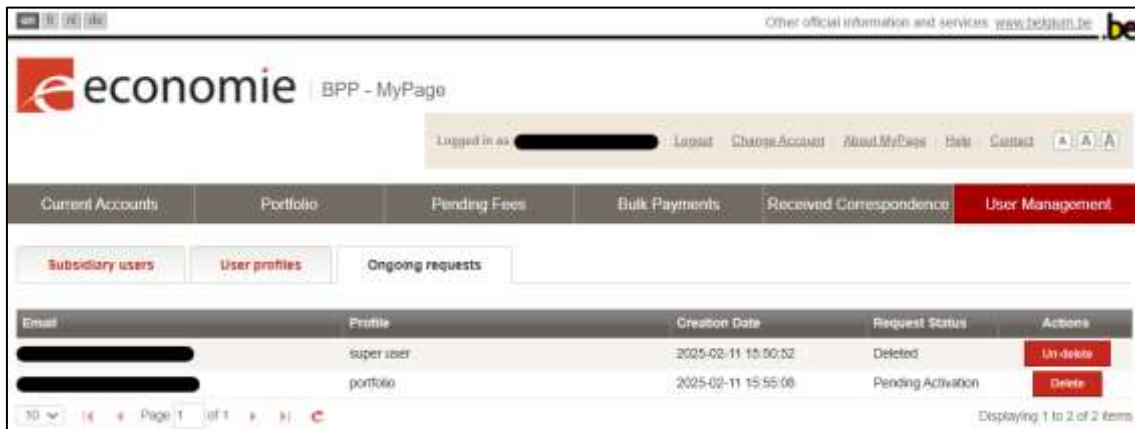 en fr nl de
Other official information and services: www.belgium.be .be
economie BPP - MyPage
Logged in as Logout Change Account About MyPage Help Contact A A A
Current Accounts Portfolio Pending Fees Bulk Payments Received Correspondence User Management
Subsidiary users User profiles Ongoing requests
Email Profile Creation Date Request Status Actions
super user 2025-02-11 15:50:52 Deleted Un-delete
portfolio 2025-02-11 15:55:08 Pending Activation Delete
10 Page 1 of 1 Displaying 1 to 2 of 2 items